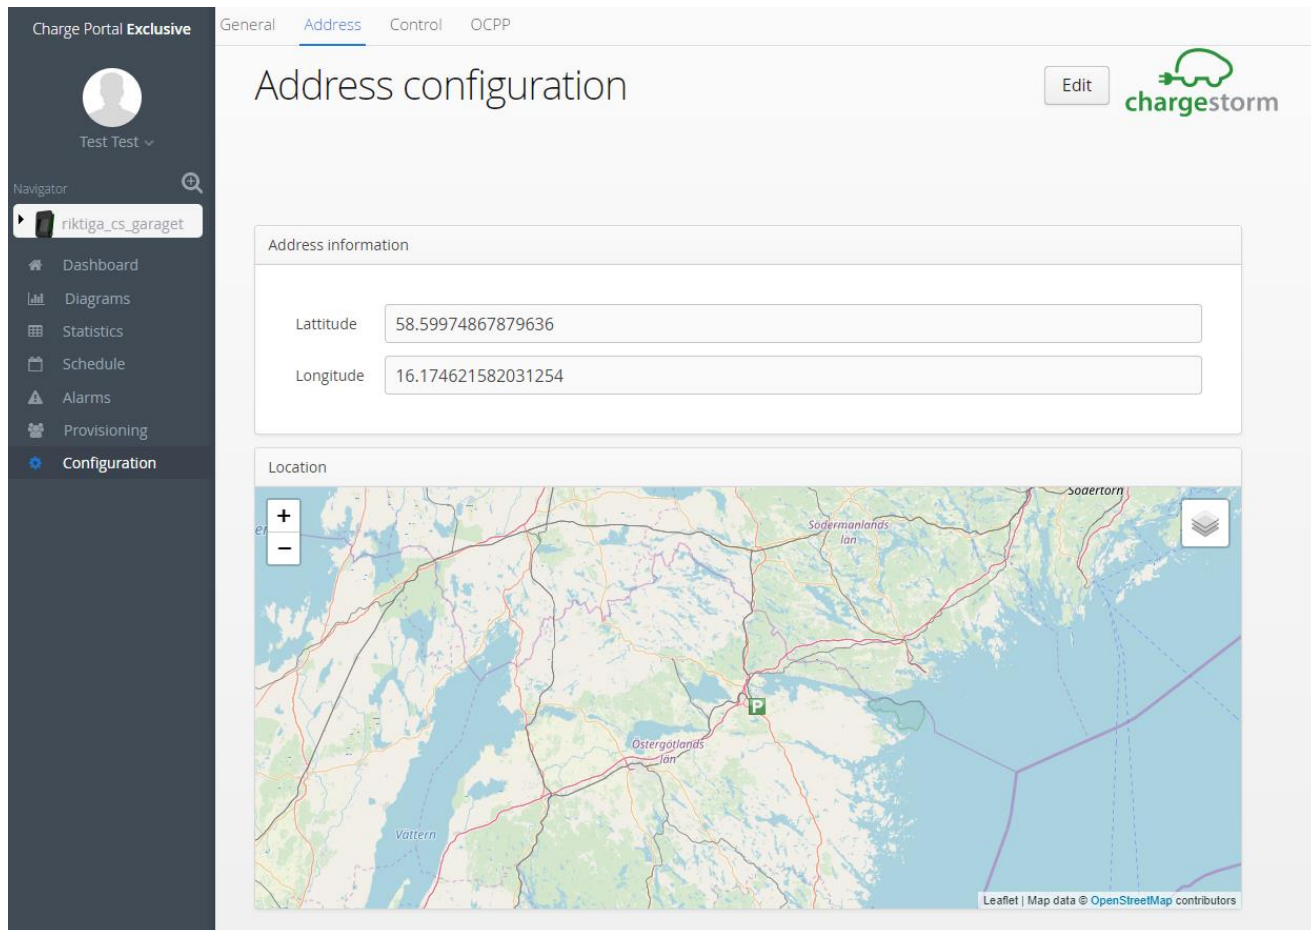 Charge Portal Exclusive
General Address Control OCPP
Address configuration
Edit
chargestorm
Test Test
Navigator
riktiga_cs_garaget
Dashboard
Diagrams
Statistics
Schedule
Alarms
Provisioning
Configuration
Address information
Lattitude 58.59974867879636
Longitude 16.174621582031254
Location
+
−
Södertörn
Södermanlands
län
P
Östergötlands
län
Vättern
Leaflet | Map data © OpenStreetMap contributors